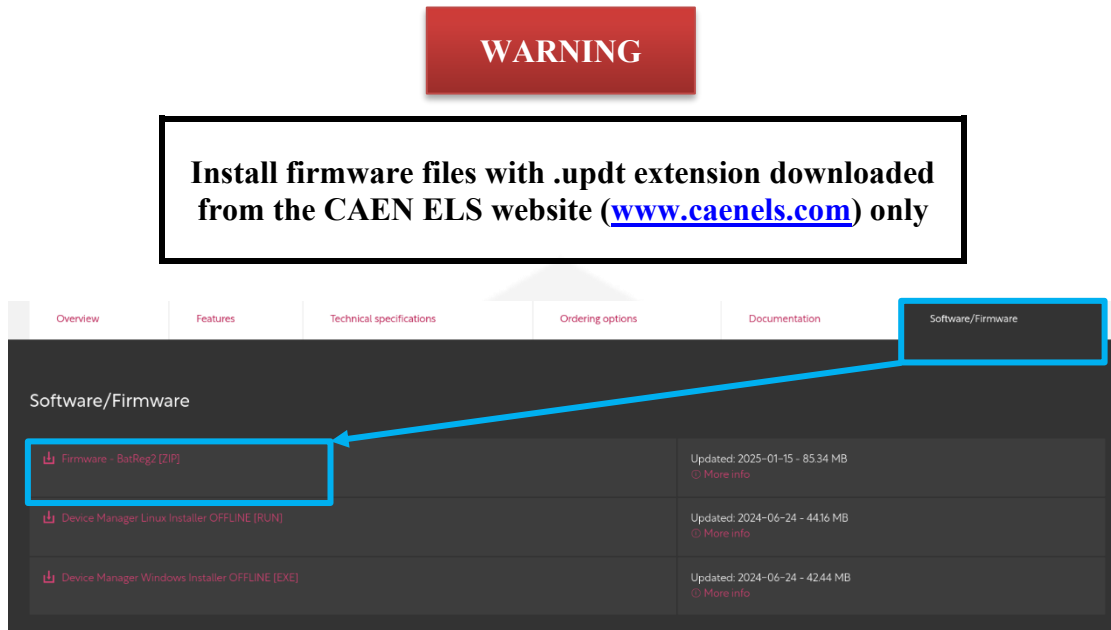 WARNING
Install firmware files with .updt extension downloaded
from the CAEN ELS website (www.caenels.com) only
Overview Features Technical specifications Ordering options Documentation Software/Firmware
Software/Firmware
Firmware - BatReg2 [ZIP] Updated: 2025-01-15 - 85.34 MB
More info
Device Manager Linux Installer OFFLINE [RUN] Updated: 2024-06-24 - 44.16 MB
More info
Device Manager Windows Installer OFFLINE [EXE] Updated: 2024-06-24 - 42.44 MB
More info